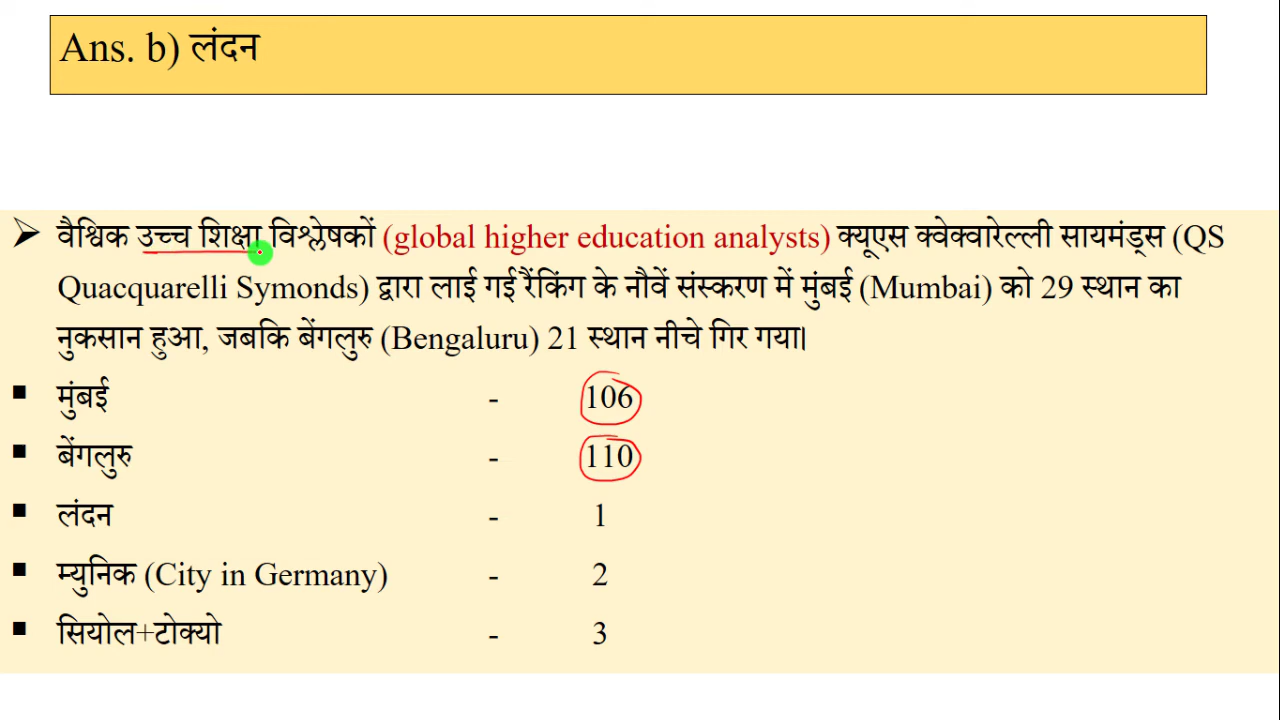 Ans. b) लंदन
वैश्विक उच्च शिक्षा विश्लेषकों (global higher education analysts) क्यूएस क्वेक्वारेल्ली सायमंड्स (QS
Quacquarelli Symonds) द्वारा लाई गई रैंकिंग के नौवें संस्करण में मुंबई (Mumbai) को 29 स्थान का
नुकसान हुआ, जबकि बेंगलुरु (Bengaluru) 21 स्थान नीचे गिर गया।
मुंबई - 106
बेंगलुरु - 110
लंदन - 1
म्युनिक (City in Germany) - 2
सियोल+टोक्यो - 3